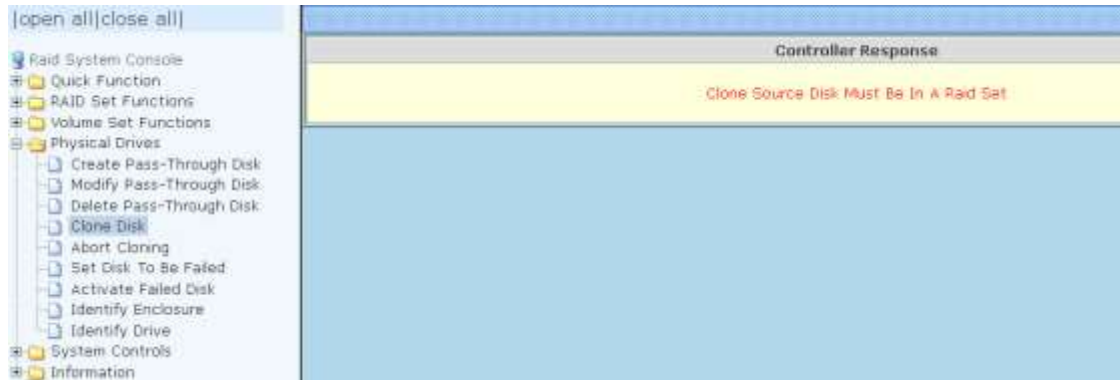 |open all|close all|
Raid System Console
Quick Function
RAID Set Functions
Volume Set Functions
Physical Drives
Create Pass-Through Disk
Modify Pass-Through Disk
Delete Pass-Through Disk
Clone Disk
Abort Cloning
Set Disk To Be Failed
Activate Failed Disk
Identify Enclosure
Identify Drive
System Controls
Information
Controller Response
Clone Source Disk Must Be In A Raid Set